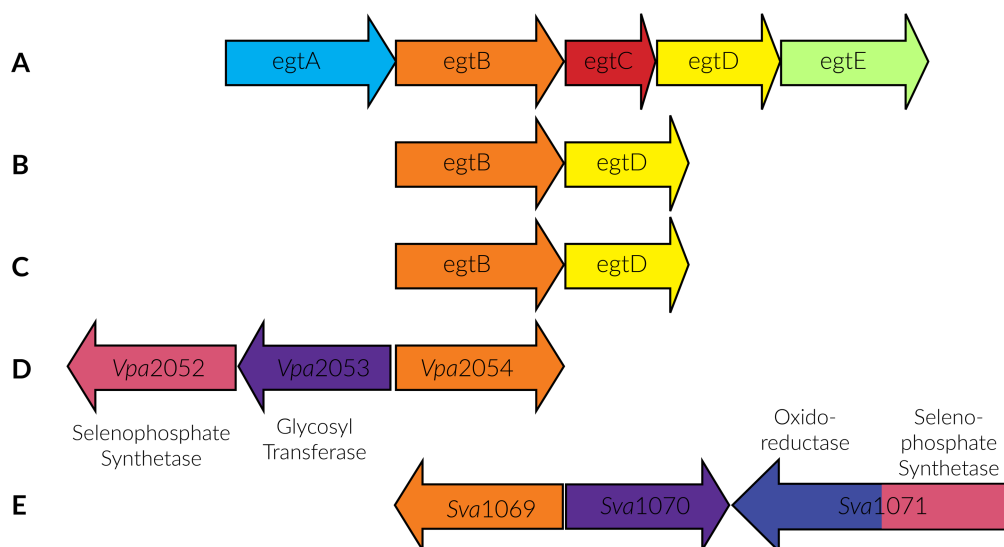 A
egtA
egtB
egtC
egtD
egtE
B
egtB
egtD
C
egtB
egtD
D
Vpa2052
Vpa2053
Vpa2054
Selenophosphate
Synthetase
Glycosyl
Transferase
Oxido-
reductase
Seleno-
phosphate
Synthetase
E
Sva1069
Sva1070
Sva1071